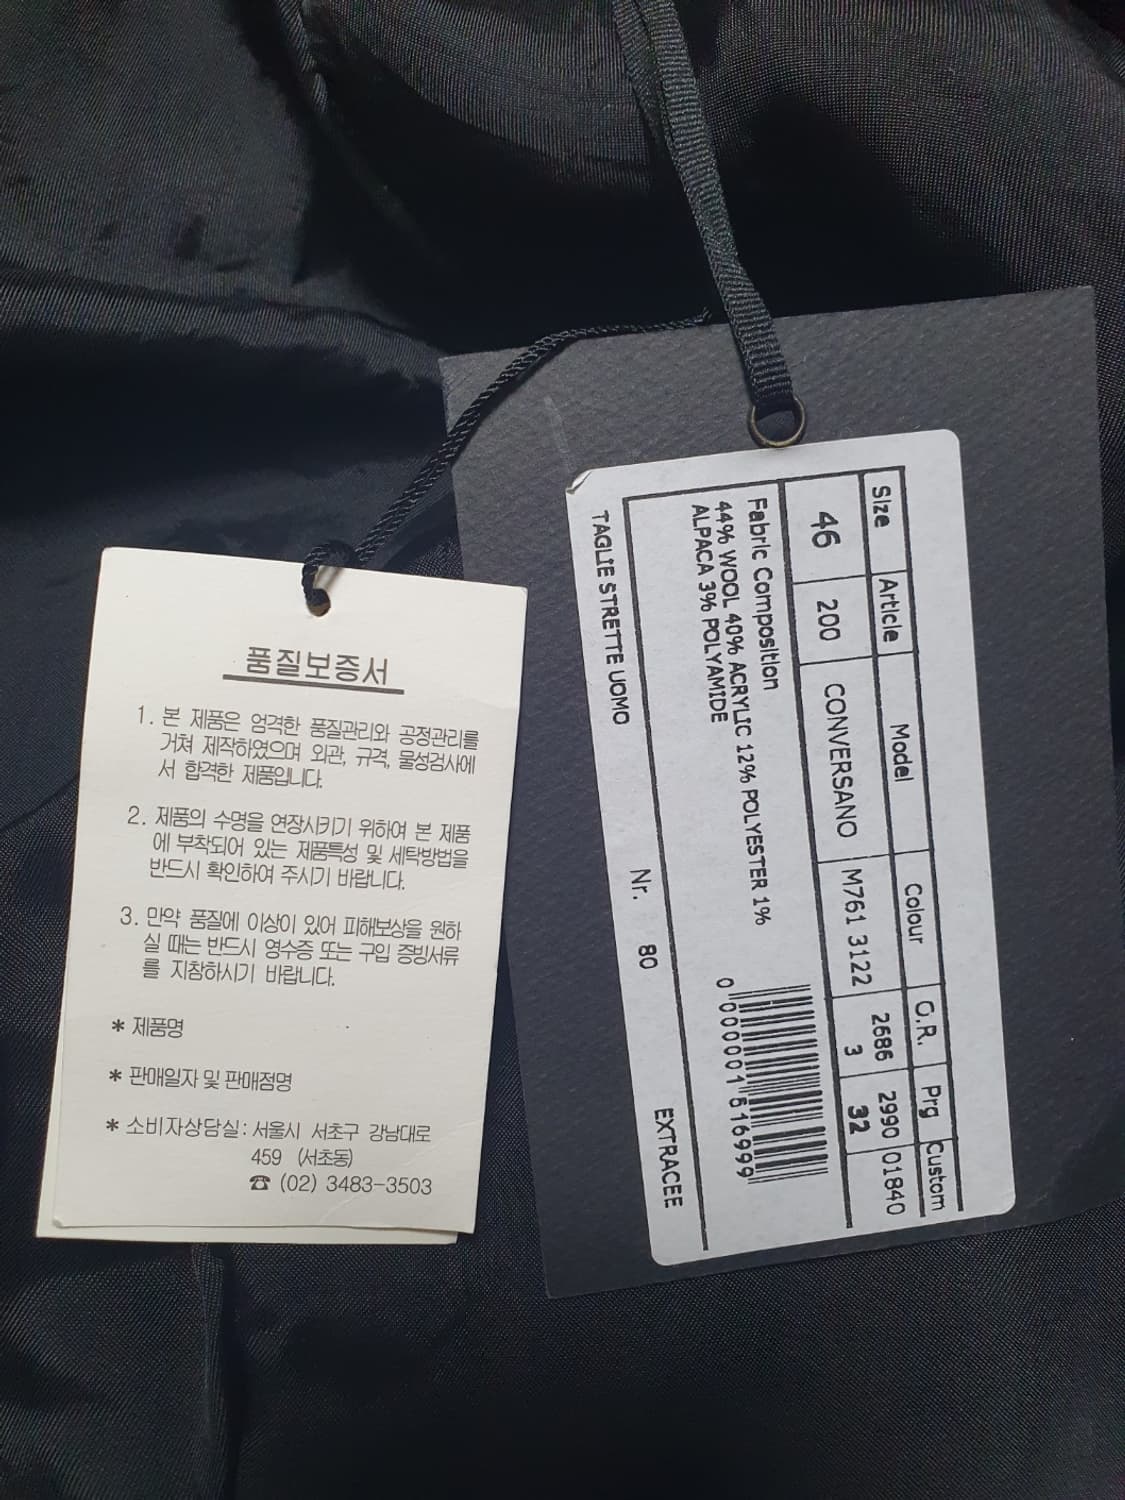 품질보증서
1. 본 제품은 엄격한 품질관리와 공정관리를
거쳐 제작하였으며 외관, 규격, 물성검사에
서 합격한 제품입니다.
2. 제품의 수명을 연장시키기 위하여 본 제품
에 부착되어 있는 제품특성 및 세탁방법을
반드시 확인하여 주시기 바랍니다.
3. 만약 품질에 이상이 있어 피해보상을 원하
실 때는 반드시 영수증 또는 구입 증빙서류
를 지참하시기 바랍니다.
* 제품명
* 판매일자 및 판매점명
* 소비자상담실: 서울시 서초구 강남대로
459 (서초동)
☎ (02) 3483-3503
Size Article Model Colour O.R. Prg Custom
46 200 CONVERSANO M761 3122 2686 3 2990 32 01840
Fabric Composition
44% WOOL 40% ACRYLIC 12% POLYESTER 1%
ALPACA 3% POLYAMIDE
0 000001 516999
TAGLIE STRETTE UOMO Nr. 80 EXTRACEE